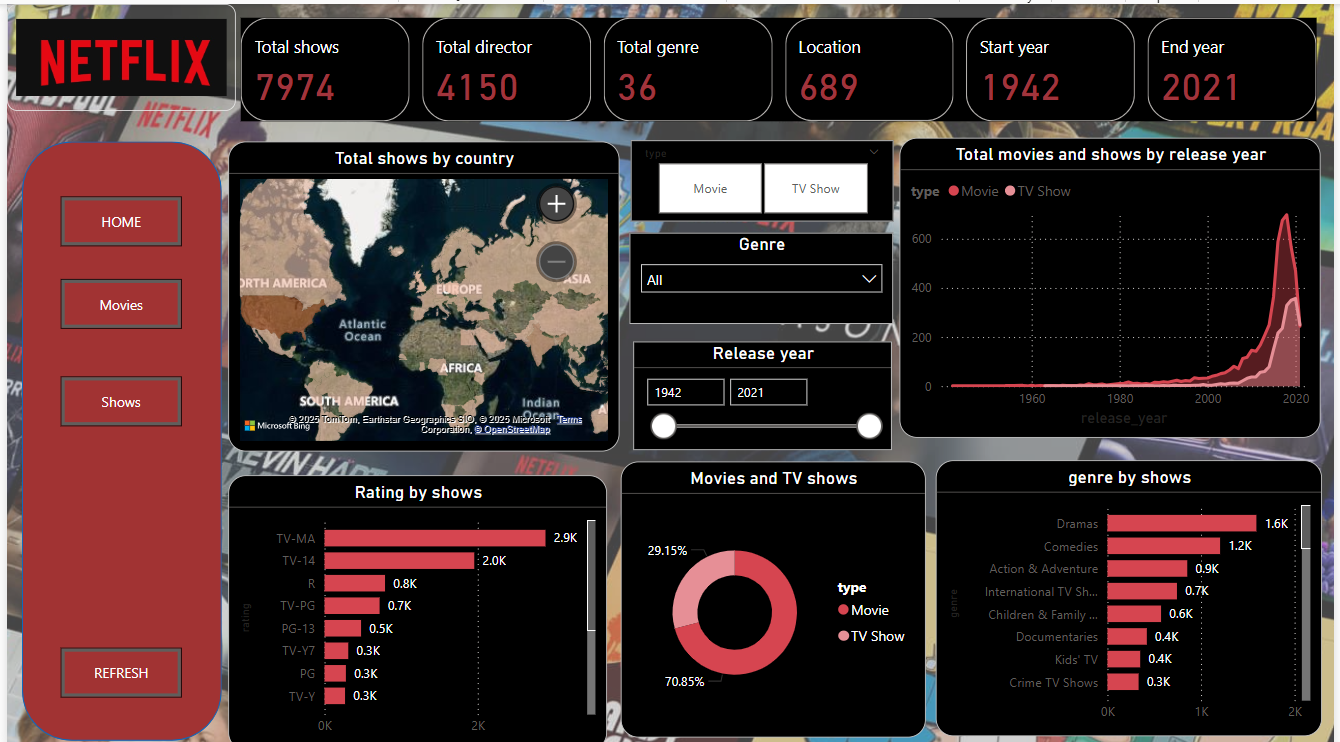 NETFLIX
Total shows
7974
Total director
4150
Total genre
36
Location
689
Start year
1942
End year
2021
DEADPOOL
NETFLIX
HOME
Movies
Shows
REFRESH
Total shows by country
NORTH AMERICA
EUROPE
ASIA
Atlantic
Ocean
AFRICA
SOUTH AMERICA
Indian
Ocean
Microsoft Bing
© 2025 TomTom, Earthstar Geographics SIO, © 2025 Microsoft Corporation, © OpenStreetMap Terms
type
Movie
TV Show
Genre
All
Release year
1942
2021
Total movies and shows by release year
type Movie TV Show
600
400
200
0
1960 1980 2000 2020
release_year
KEVIN HART
NETFLIX
Rating by shows
rating
TV-MA 2.9K
TV-14 2.0K
R 0.8K
TV-PG 0.7K
PG-13 0.5K
TV-Y7 0.3K
PG 0.3K
TV-Y 0.3K
0K 2K
Movies and TV shows
29.15%
70.85%
type
Movie
TV Show
genre by shows
genre
Dramas 1.6K
Comedies 1.2K
Action & Adventure 0.9K
International TV Sh... 0.7K
Children & Family ... 0.6K
Documentaries 0.4K
Kids' TV 0.4K
Crime TV Shows 0.3K
0K 1K 2K